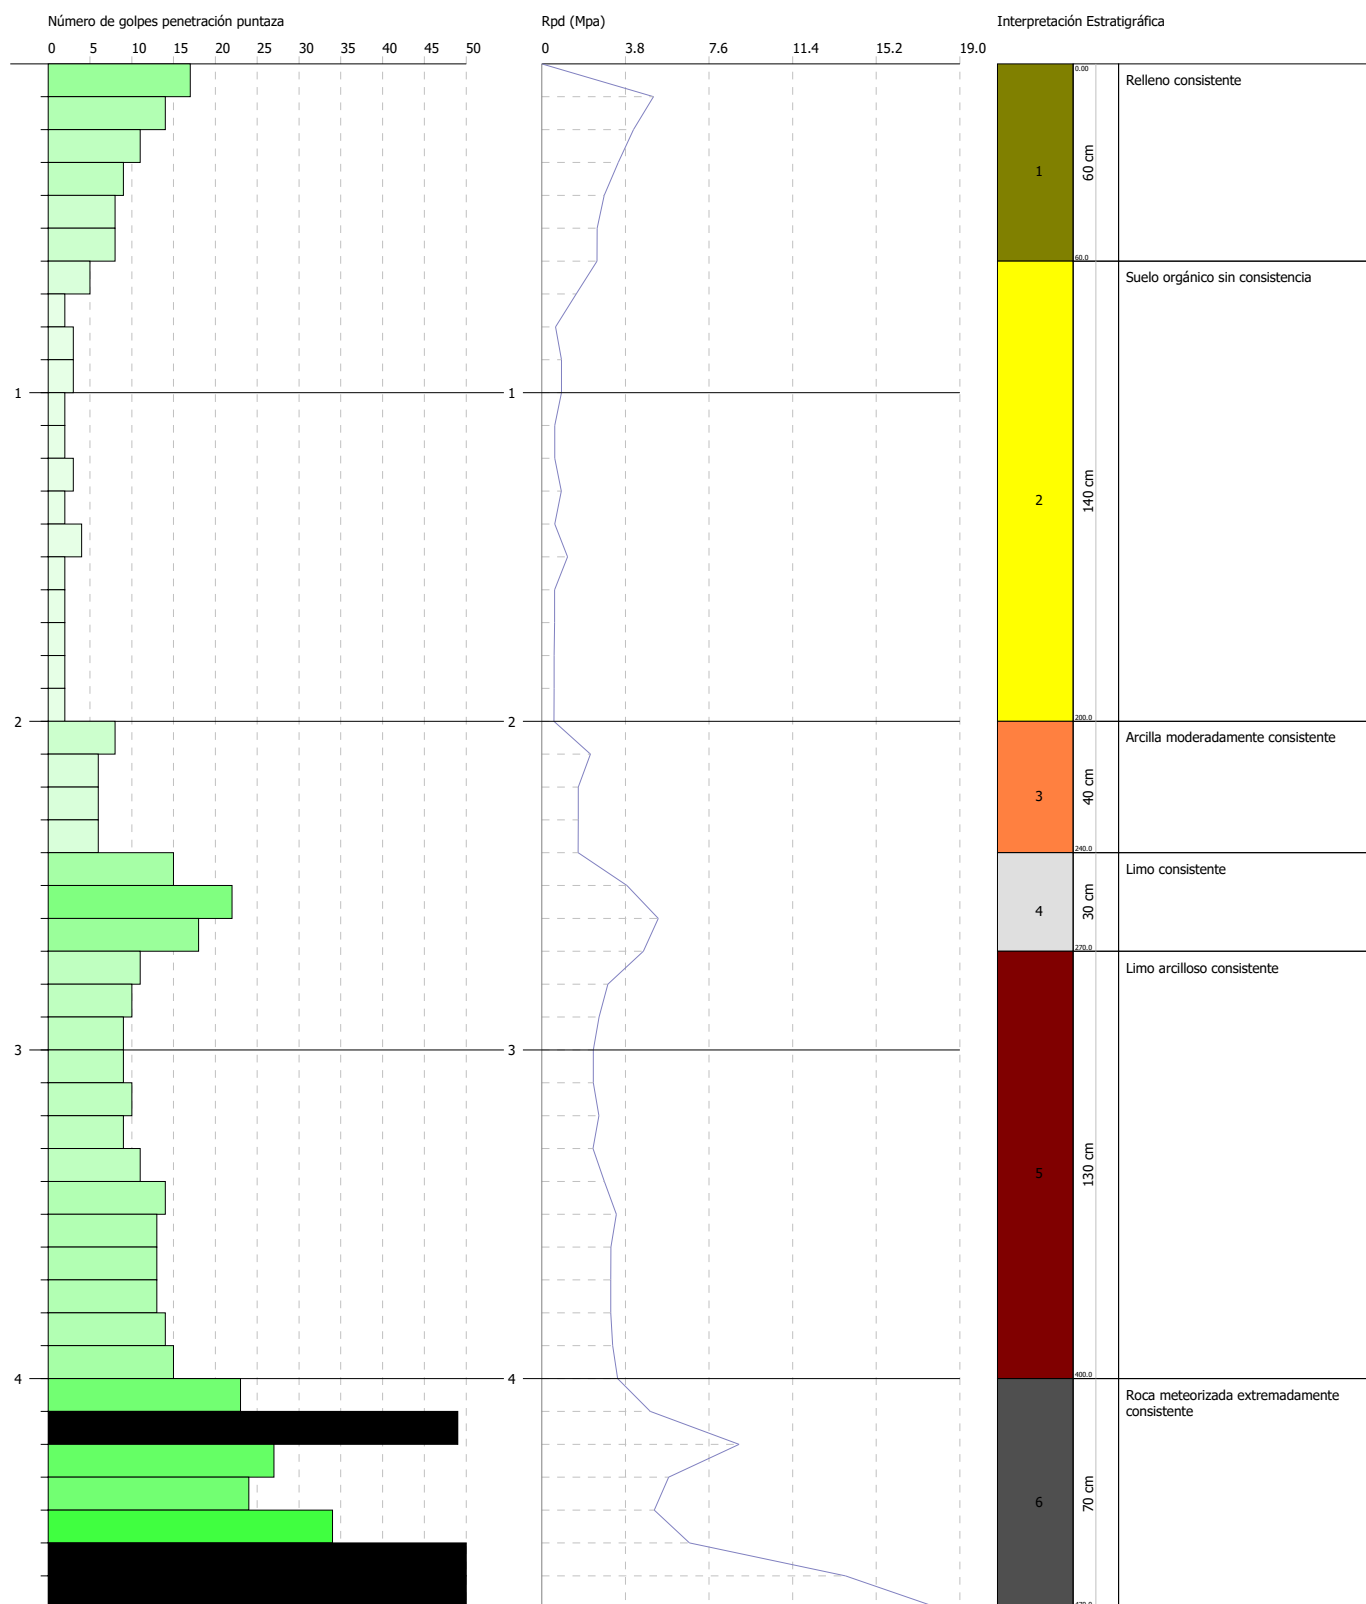 Número de golpes penetración puntaza
Rpd (Mpa)
Interpretación Estratigráfica
0 5 10 15 20 25 30 35 40 45 50
0 3.8 7.6 11.4 15.2 19.0
0.00
Relleno consistente
1
60 cm
60.0
Suelo orgánico sin consistencia
1
1
2
140 cm
2
2
200.0
Arcilla moderadamente consistente
3
40 cm
240.0
Limo consistente
4
30 cm
270.0
Limo arcilloso consistente
3
3
5
130 cm
4
4
400.0
Roca meteorizada extremadamente
consistente
6
70 cm